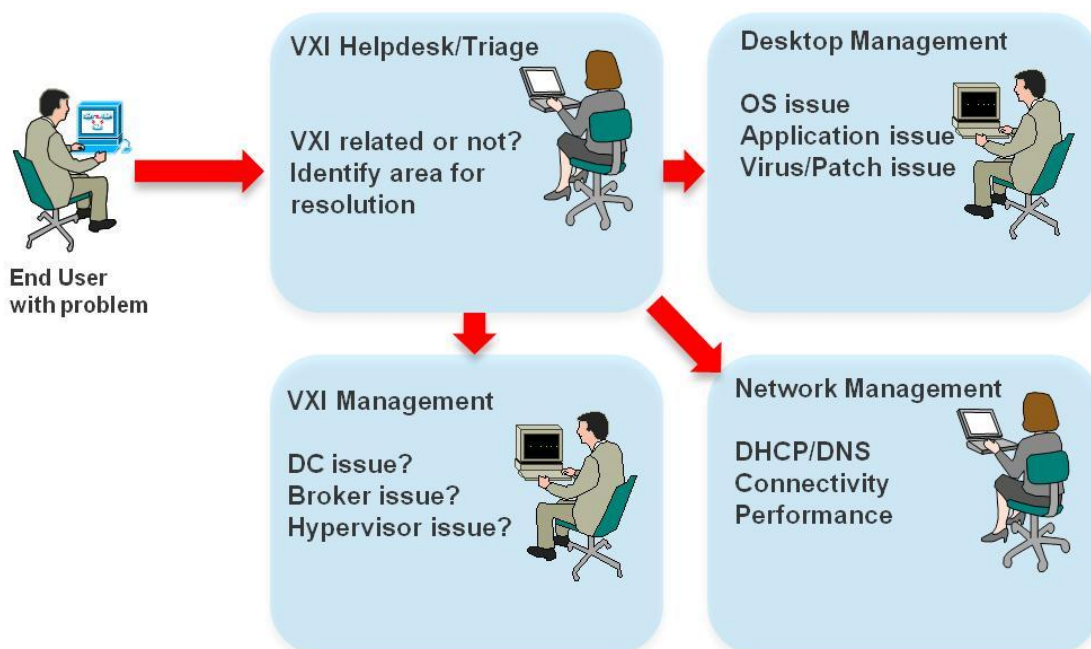 End User
with problem
VXI Helpdesk/Triage
VXI related or not?
Identify area for
resolution
Desktop Management
OS issue
Application issue
Virus/Patch issue
VXI Management
DC issue?
Broker issue?
Hypervisor issue?
Network Management
DHCP/DNS
Connectivity
Performance